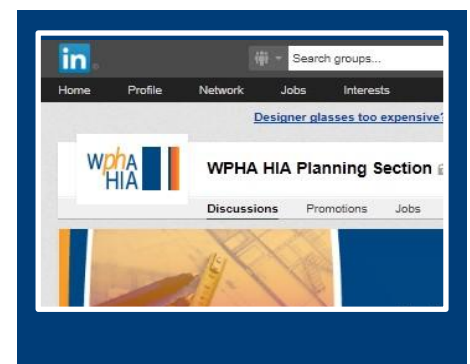 in
Search groups...
Home Profile Network Jobs Interests
Designer glasses too expensive?
WphA
HIA
WPHA HIA Planning Section
Discussions Promotions Jobs